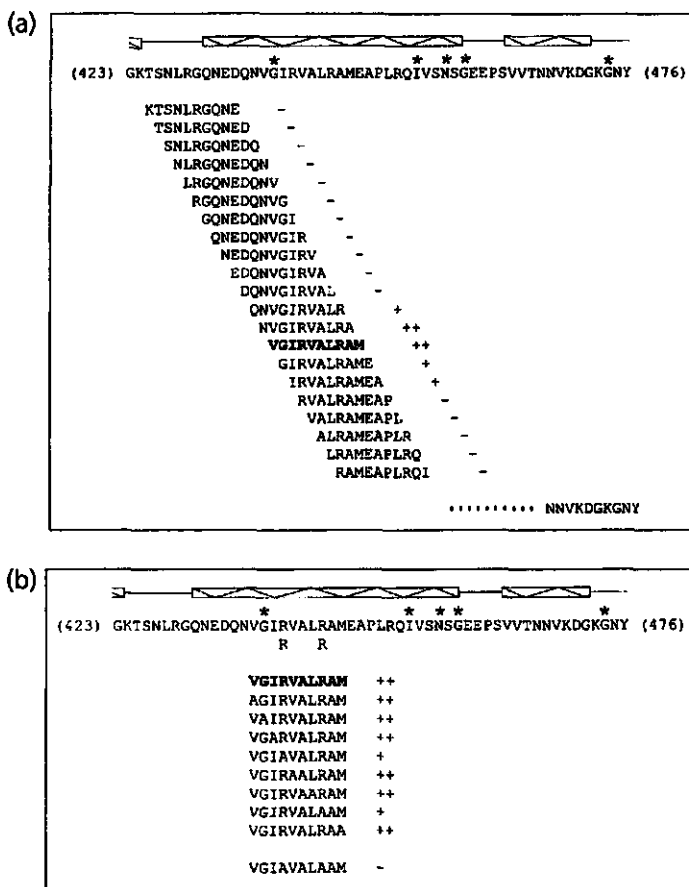 (a)
* * * *
*
(423) GKTSNLRGQNEDQNVGIRVALRAMEAPLRQIVSNSGEEPSVVTNNVKDGKGNY (476)
KTSNLRGQNE -
TSNLRGQNED -
SNLRGQNEDQ -
NLRGQNEDQN -
LRGQNEDQNV -
RGQNEDQNVG -
GQNEDQNVGI -
QNEDQNVGIR -
NEDQNVGIRV -
EDQNVGIRVA -
DQNVGIRVAL -
QNVGIRVALR +
NVGIRVALRA ++
VGIRVALRAM ++
GIRVALRAME +
IRVALRAMEA +
RVALRAMEAP -
VALRAMEAPL -
ALRAMEAPLR -
LRAMEAPLRQ -
RAMEAPLRQI -
·········· NNVKDGKGNY
(b)
* * * * *
(423) GKTSNLRGQNEDQNVGIRVALRAMEAPLRQIVSNSGEEPSVVTNNVKDGKGNY (476)
R R
VGIRVALRAM ++
AGIRVALRAM ++
VAIRVALRAM ++
VGARVALRAM ++
VGIAVALRAM +
VGIRAALRAM ++
VGIRVAARAM ++
VGIRVALAAM +
VGIRVALRAA ++
VGIAVALAAM -